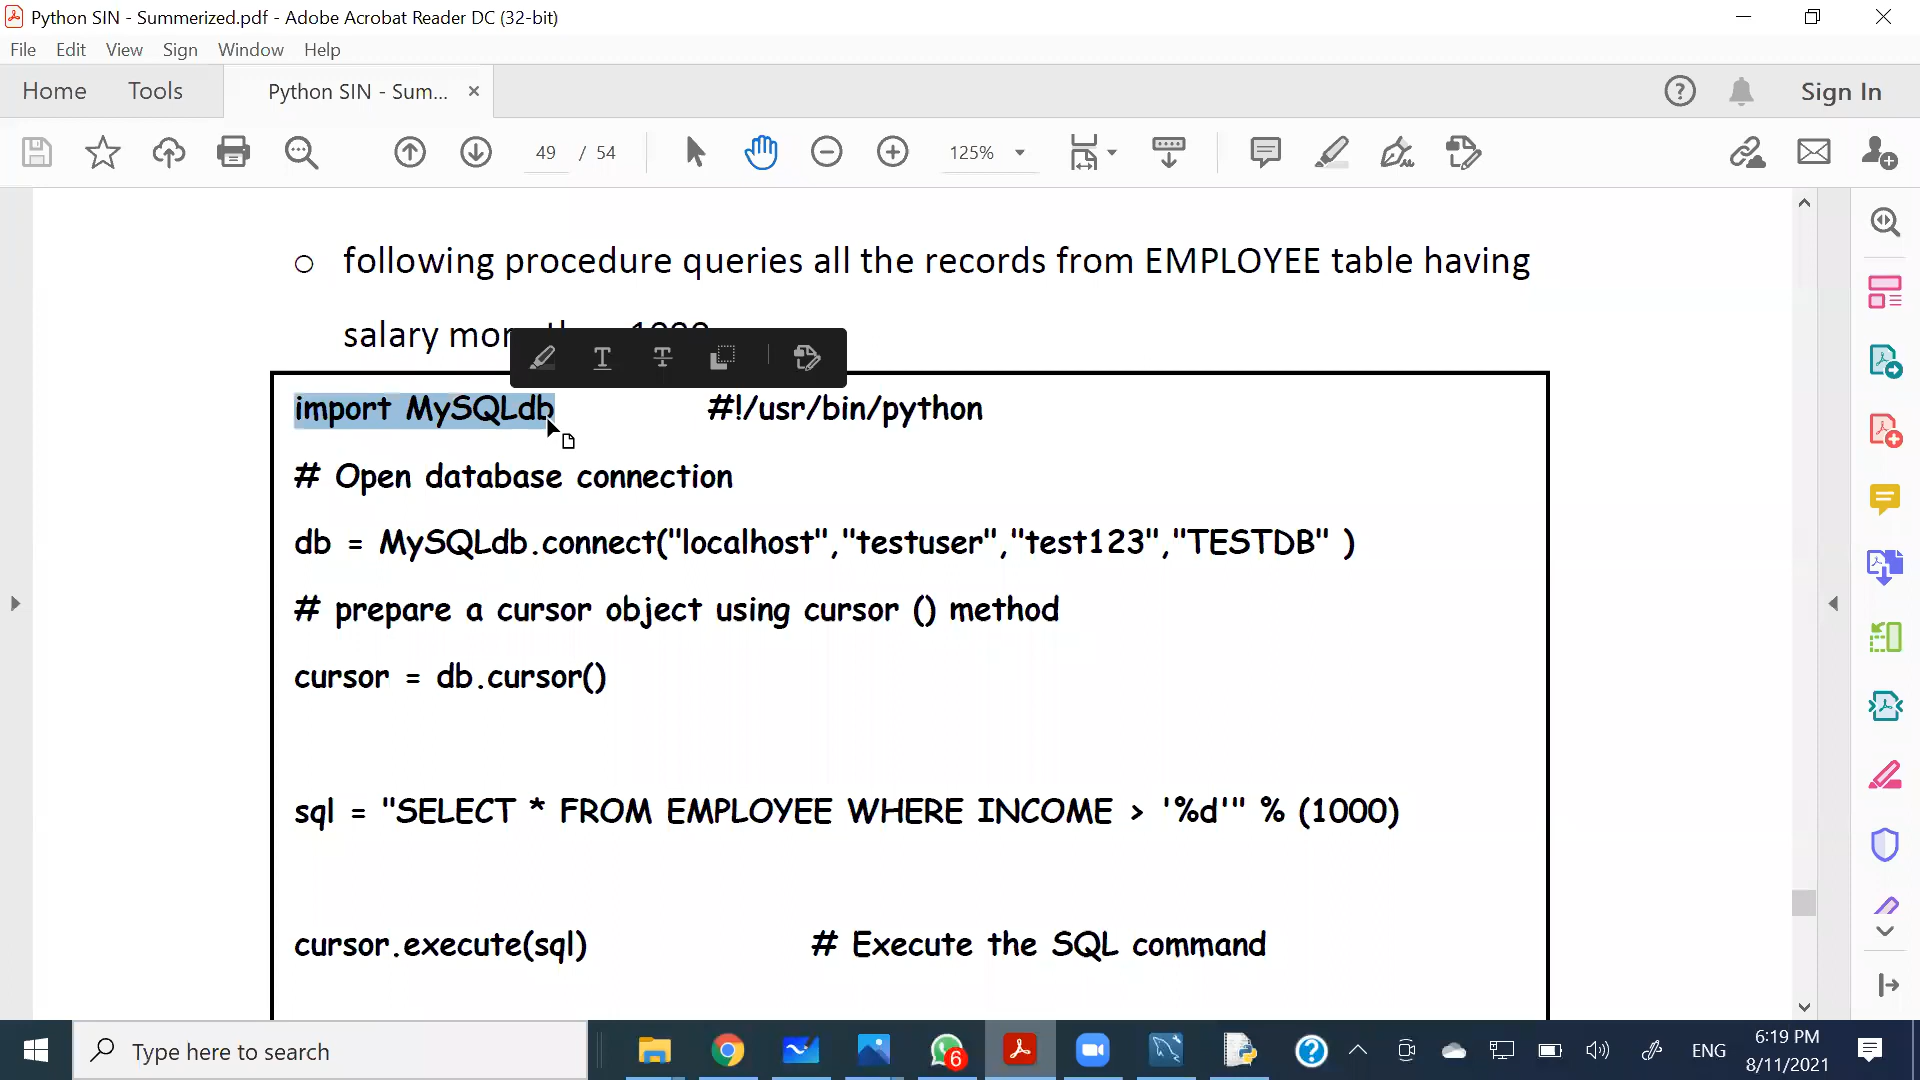 Python SIN - Summerized.pdf - Adobe Acrobat Reader DC (32-bit)
File Edit View Sign Window Help
Home Tools Python SIN - Sum... × Sign In
49 / 54 125%
○ following procedure queries all the records from EMPLOYEE table having
salary more than 1000
import MySQLdb #!/usr/bin/python
# Open database connection
db = MySQLdb.connect("localhost","testuser","test123","TESTDB" )
# prepare a cursor object using cursor () method
cursor = db.cursor()
sql = "SELECT * FROM EMPLOYEE WHERE INCOME > '%d'" % (1000)
cursor.execute(sql) # Execute the SQL command
Type here to search
6
ENG
6:19 PM
8/11/2021